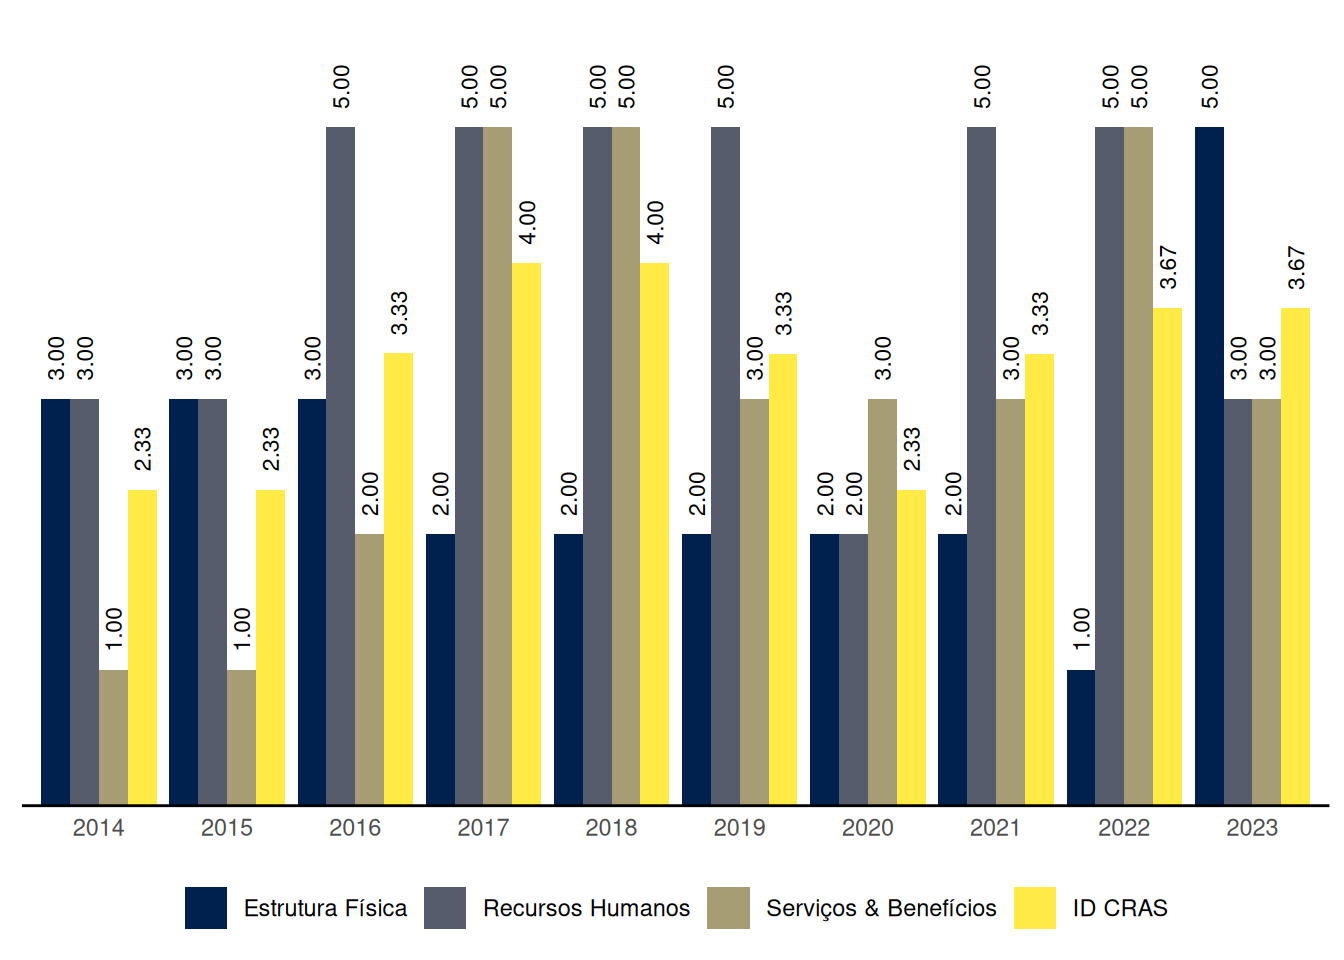 3.00 3.00 1.00 2.33
3.00 3.00 1.00 2.33
3.00 5.00 2.00 3.33
2.00 5.00 5.00 4.00
2.00 5.00 5.00 4.00
2.00 5.00 3.00 3.33
2.00 2.00 3.00 2.33
2.00 5.00 3.00 3.33
1.00 5.00 5.00 3.67
5.00 3.00 3.00 3.67
2014 2015 2016 2017 2018 2019 2020 2021 2022 2023
Estrutura Física Recursos Humanos Serviços & Benefícios ID CRAS